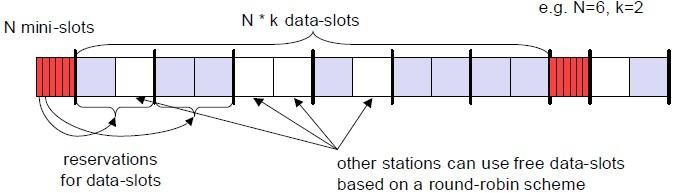 e.g. N=6, k=2
N mini-slots
N * k data-slots
reservations
for data-slots
other stations can use free data-slots
based on a round-robin scheme